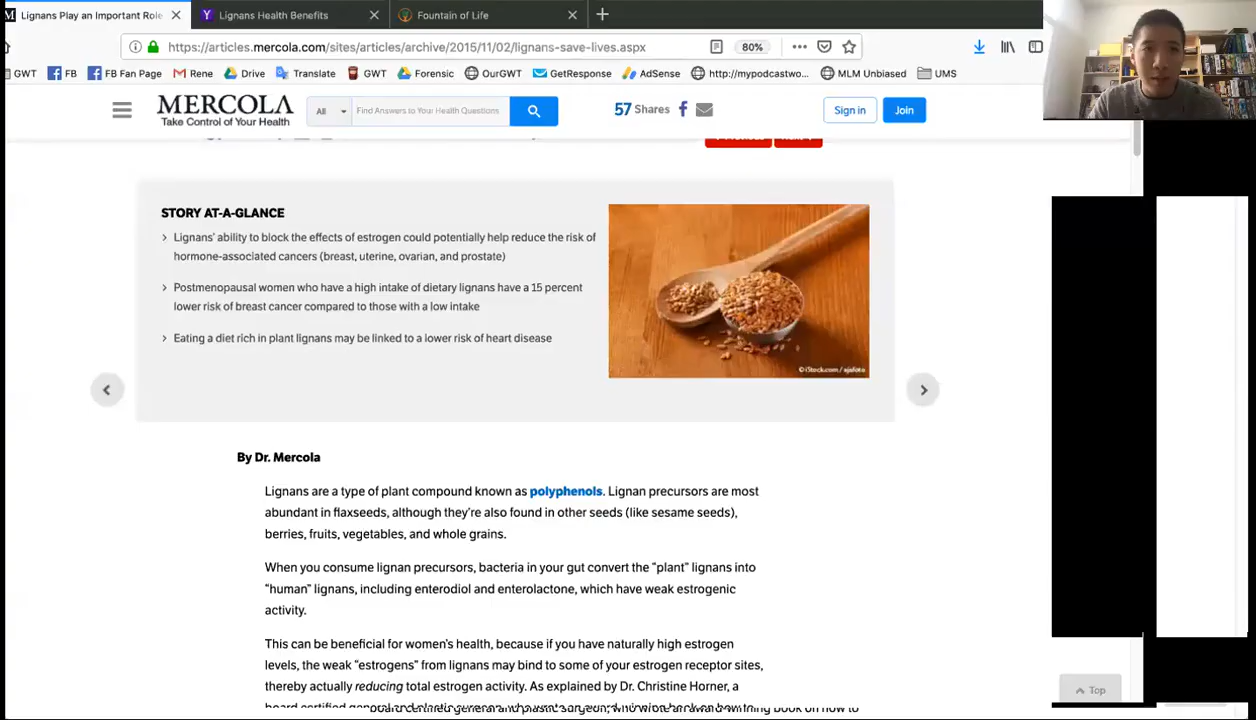 Lignans Play an Important Role
Lignans Health Benefits
Fountain of Life
https://articles.mercola.com/sites/articles/archive/2015/11/02/lignans-save-lives.aspx
80%
GWT FB FB Fan Page Rene Drive Translate GWT Forensic OurGWT GetResponse AdSense http://mypodcastwo... MLM Unbiased UMS
MERCOLA
Take Control of Your Health
All
Find Answers to Your Health Questions
57 Shares
Sign in
Join
STORY AT-A-GLANCE
Lignans' ability to block the effects of estrogen could potentially help reduce the risk of
hormone-associated cancers (breast, uterine, ovarian, and prostate)
Postmenopausal women who have a high intake of dietary lignans have a 15 percent
lower risk of breast cancer compared to those with a low intake
Eating a diet rich in plant lignans may be linked to a lower risk of heart disease
© iStock.com /
By Dr. Mercola
Lignans are a type of plant compound known as polyphenols. Lignan precursors are most
abundant in flaxseeds, although they're also found in other seeds (like sesame seeds),
berries, fruits, vegetables, and whole grains.
When you consume lignan precursors, bacteria in your gut convert the "plant" lignans into
"human" lignans, including enterodiol and enterolactone, which have weak estrogenic
activity.
This can be beneficial for women's health, because if you have naturally high estrogen
levels, the weak "estrogens" from lignans may bind to some of your estrogen receptor sites,
thereby actually reducing total estrogen activity. As explained by Dr. Christine Horner, a
Top